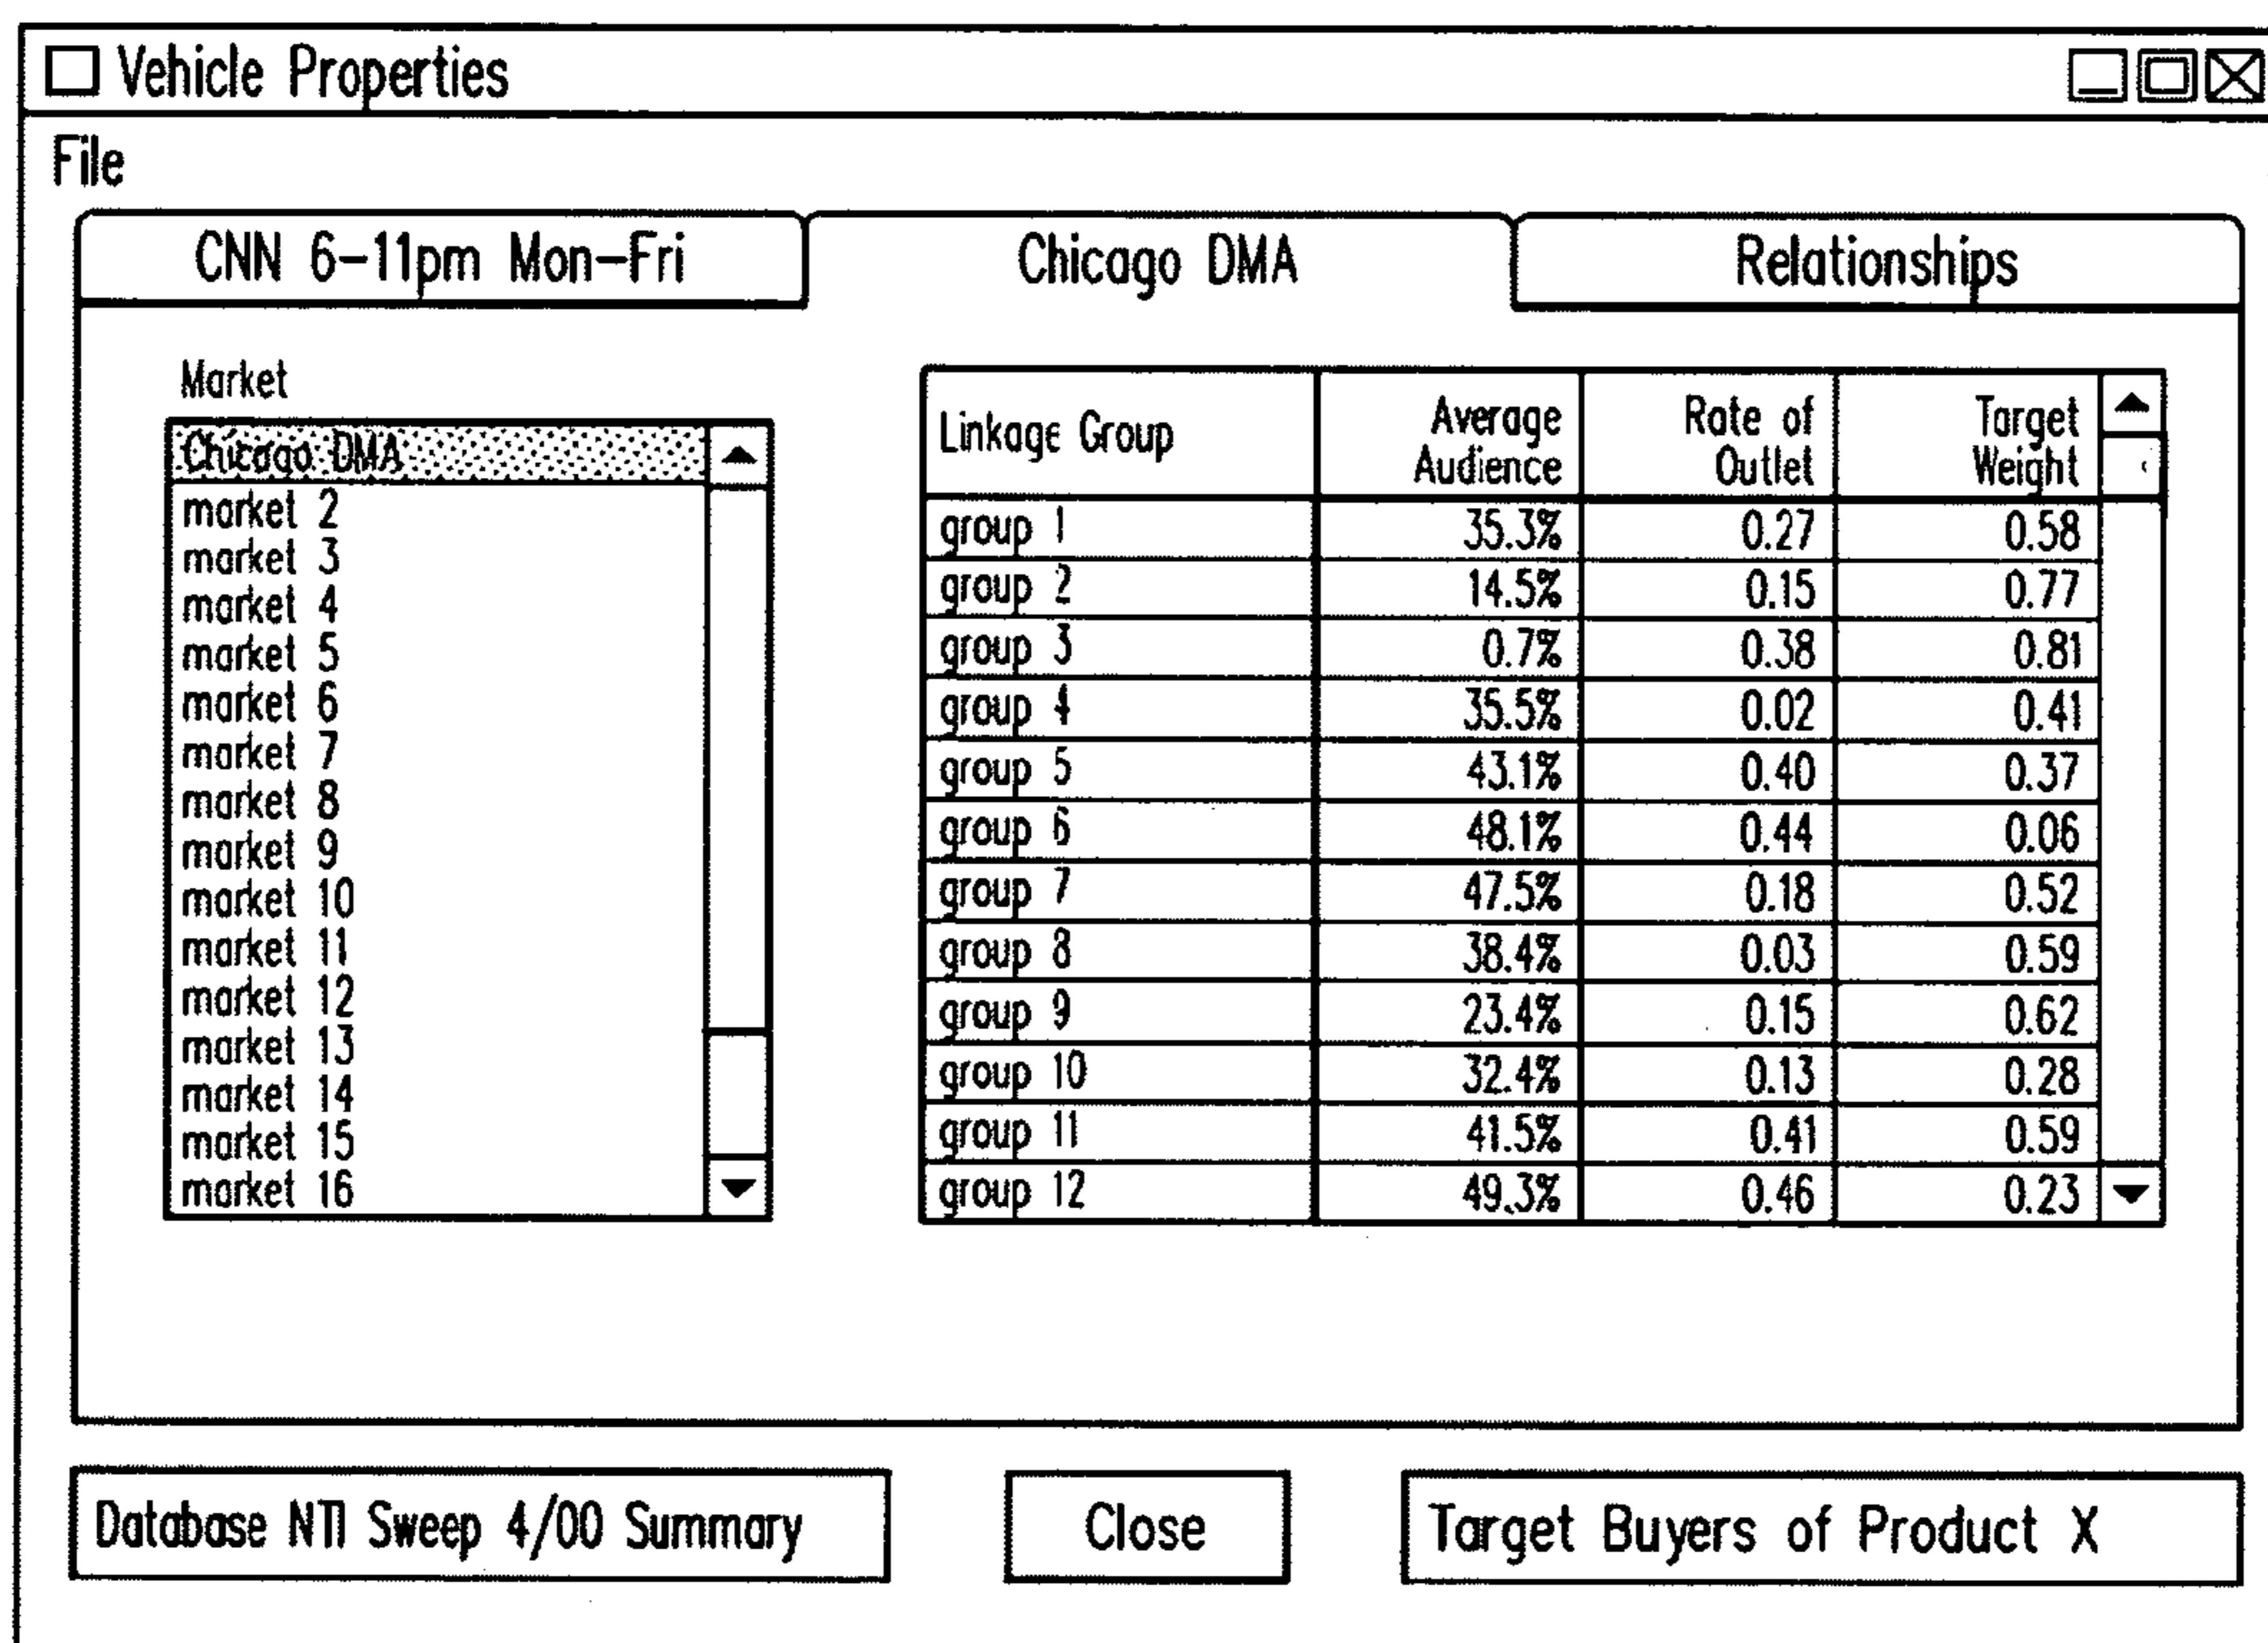 Vehicle Properties
File
CNN 6-11pm Mon-Fri
Chicago DMA
Relationships
Market
Chicago DMA
market 2
market 3
market 4
market 5
market 6
market 7
market 8
market 9
market 10
market 11
market 12
market 13
market 14
market 15
market 16
Linkage Group Average Audience Rate of Outlet Target Weight
group 1 35.3% 0.27 0.58
group 2 14.5% 0.15 0.77
group 3 0.7% 0.38 0.81
group 4 35.5% 0.02 0.41
group 5 43.1% 0.40 0.37
group 6 48.1% 0.44 0.06
group 7 47.5% 0.18 0.52
group 8 38.4% 0.03 0.59
group 9 23.4% 0.15 0.62
group 10 32.4% 0.13 0.28
group 11 41.5% 0.41 0.59
group 12 49.3% 0.46 0.23
Database NTI Sweep 4/00 Summary
Close
Target Buyers of Product X